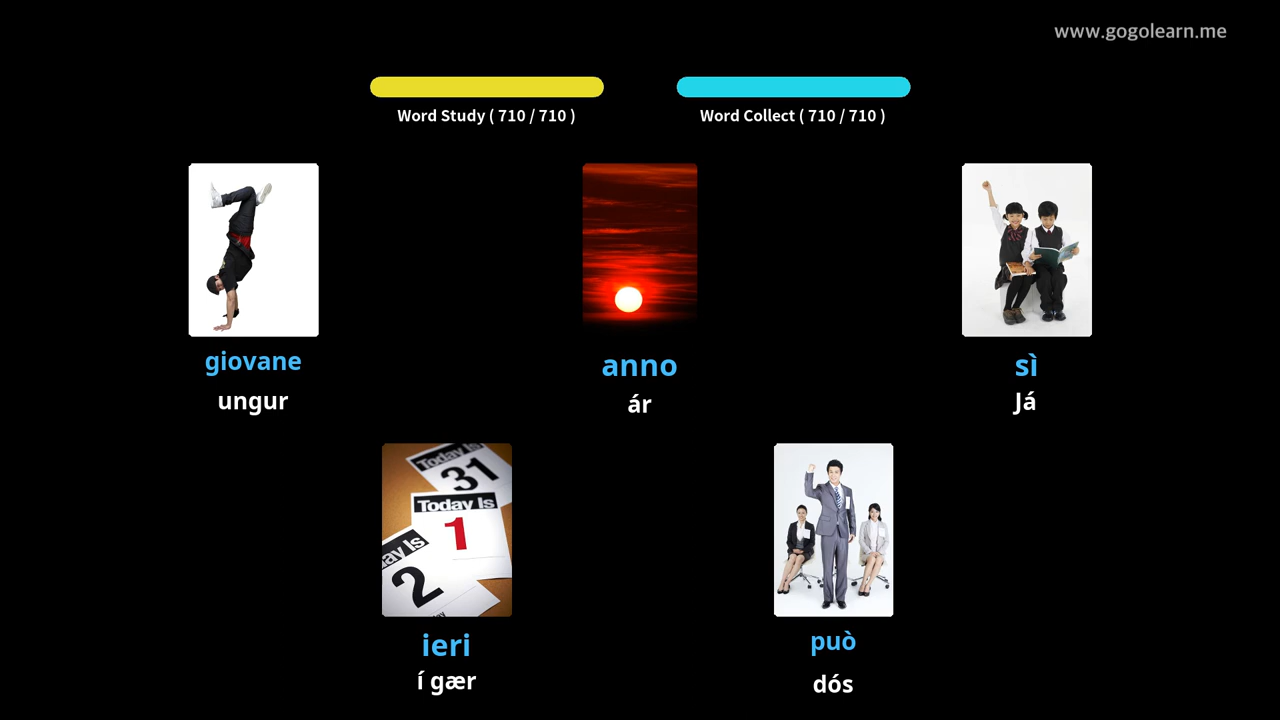 www.gogolearn.me
Word Study ( 710 / 710 )
Word Collect ( 710 / 710 )
giovane
ungur
anno
ár
sì
Já
Today Is
31
Today Is
1
ay Is
2
ieri
í gær
può
dós